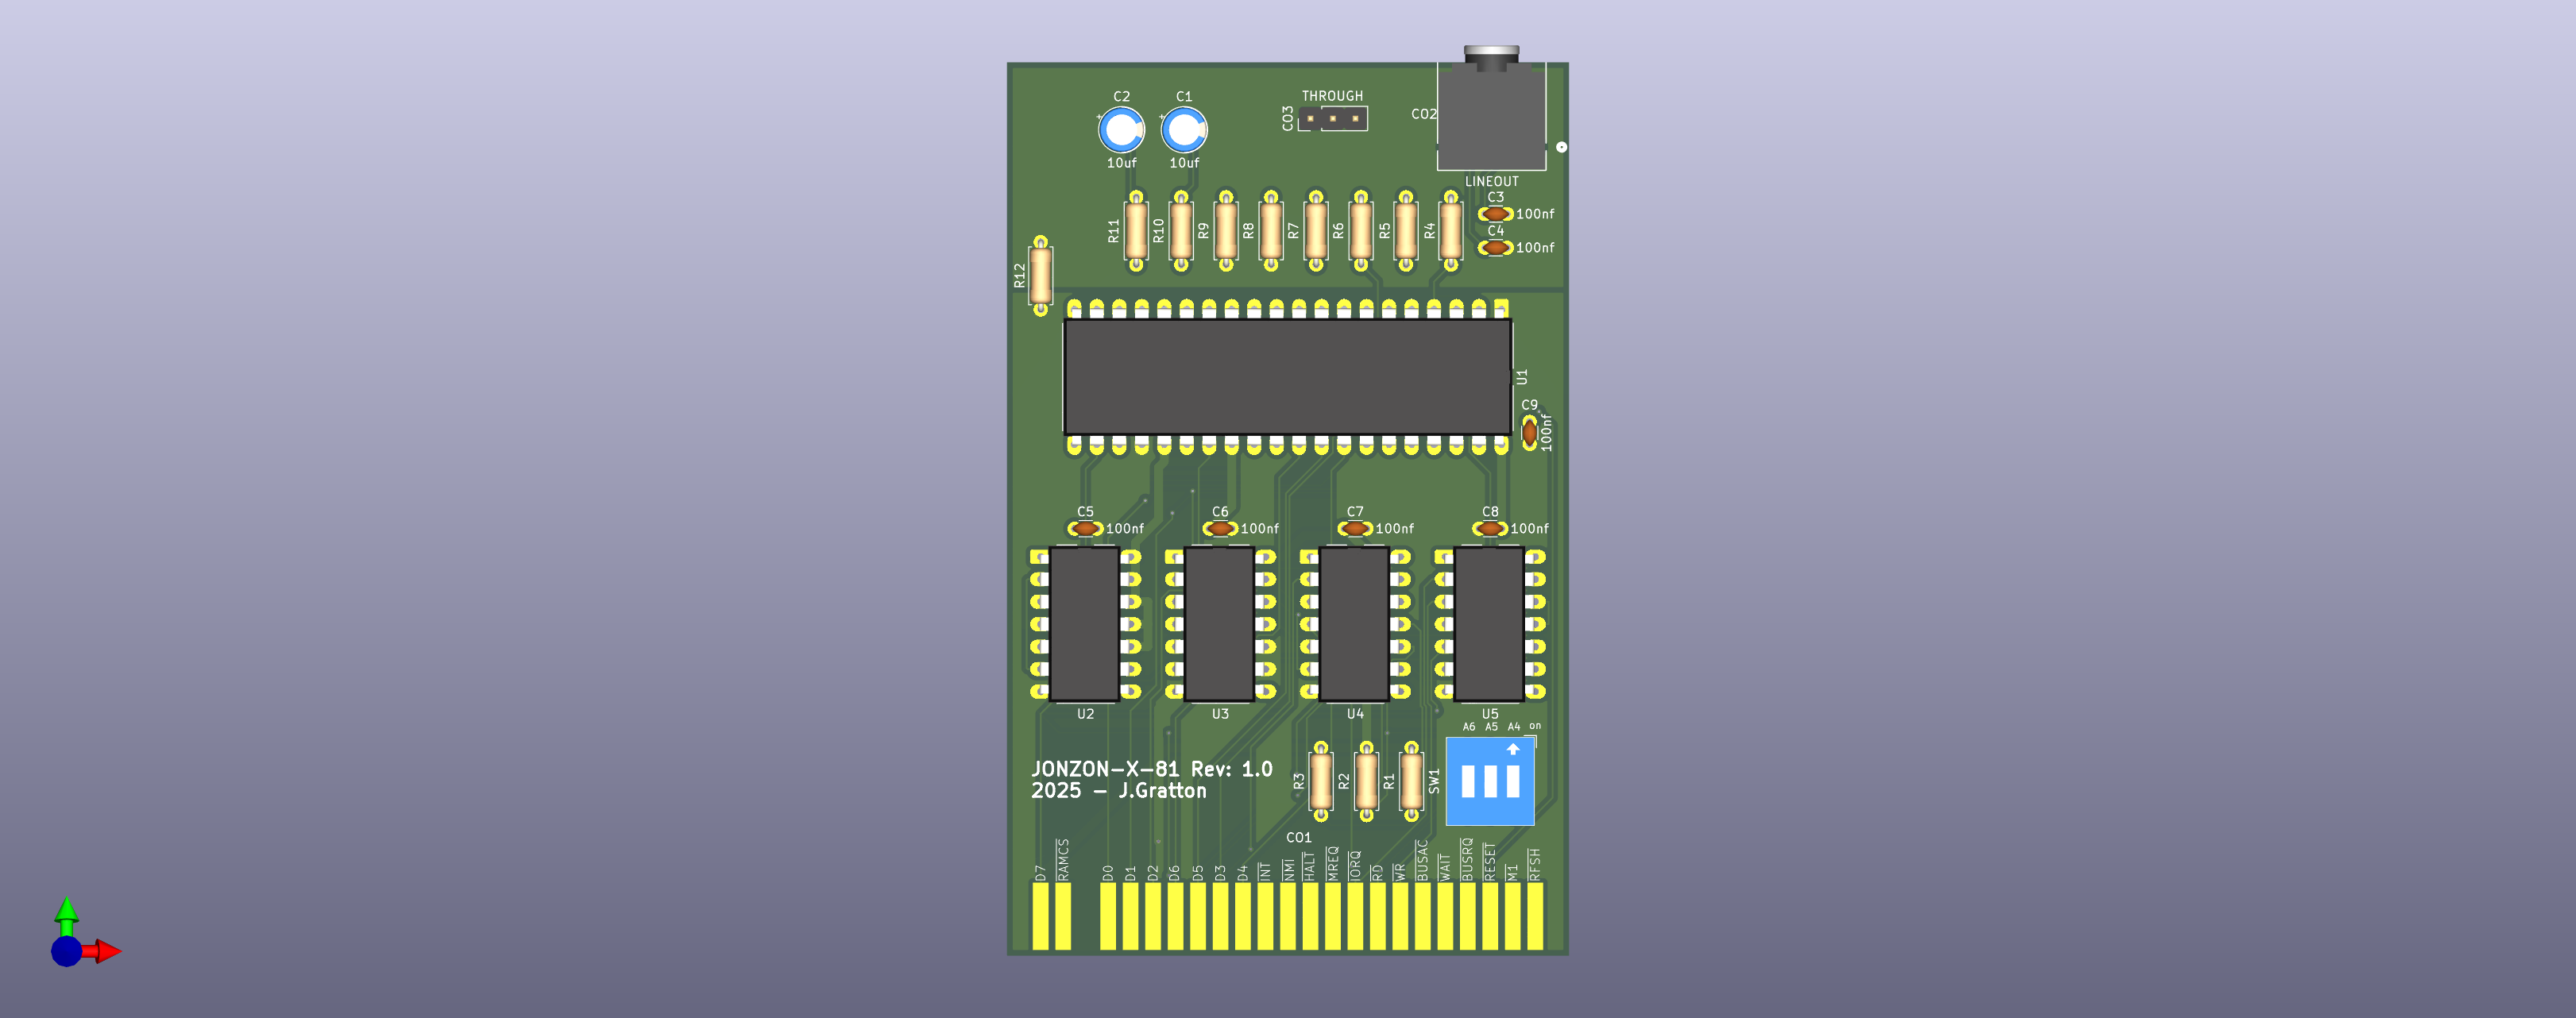 C2 C1 THROUGH
CO3
CO2
10uf 10uf
LINEOUT
C3
100nf
C4
100nf
R11 R10 R9 R8 R7 R6 R5 R4
R12
U1
C9
100nf
C5 C6 C7 C8
100nf 100nf 100nf 100nf
U2 U3 U4 U5
A6 A5 A4 on
JONZON-X-81 Rev: 1.0
2025 - J.Gratton
R3 R2 R1 SW1
CO1
D7 RAMCS D0 D1 D2 D6 D5 D3 D4 INT NMI HALT MREQ IORQ RD WR BUSAC WAIT BUSRQ RESET M1 RFSH